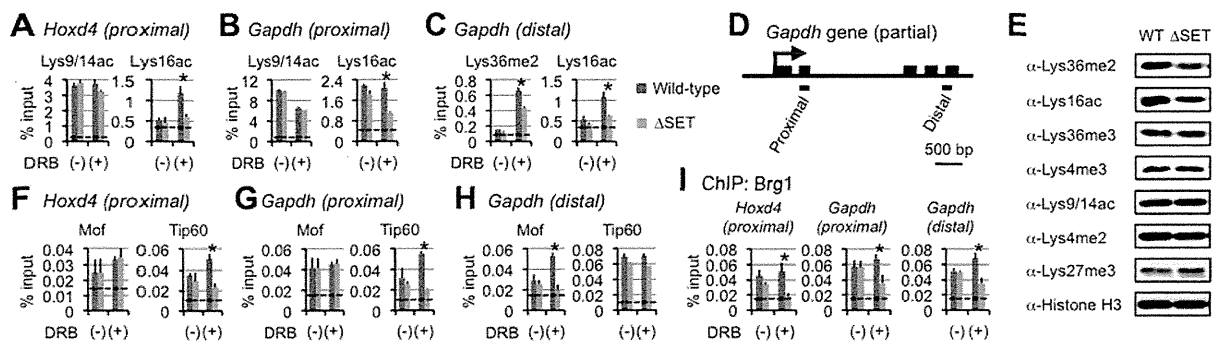 A Hoxd4 (proximal)
Lys9/14ac Lys16ac
% input
4
3
2
1
0
1.5
1
0.5
0
*
DRB (-) (+) (-) (+)
B Gapdh (proximal)
Lys9/14ac Lys16ac
12
8
4
0
2.4
1.6
0.8
0
*
(-) (+) (-) (+)
C Gapdh (distal)
Lys36me2 Lys16ac
% input
0.8
0.6
0.4
0.2
0
1.5
1
0.5
0
* *
DRB (-) (+) (-) (+)
Wild-type
ΔSET
D Gapdh gene (partial)
Proximal
Distal
500 bp
E
WT ΔSET
α-Lys36me2
α-Lys16ac
α-Lys36me3
α-Lys4me3
α-Lys9/14ac
α-Lys4me2
α-Lys27me3
α-Histone H3
F Hoxd4 (proximal)
Mof Tip60
% input
0.04
0.03
0.02
0.01
0
0.06
0.04
0.02
0
*
DRB (-) (+) (-) (+)
G Gapdh (proximal)
Mof Tip60
0.06
0.04
0.02
0
0.06
0.04
0.02
0
*
(-) (+) (-) (+)
H Gapdh (distal)
Mof Tip60
% input
0.06
0.04
0.02
0
0.08
0.06
0.04
0.02
0
*
DRB (-) (+) (-) (+)
I ChIP: Brg1
Hoxd4 (proximal)
Gapdh (proximal)
Gapdh (distal)
% input
0.08
0.06
0.04
0.02
0
0.08
0.06
0.04
0.02
0
0.08
0.06
0.04
0.02
0
* * *
DRB (-) (+) (-) (+) (-) (+)